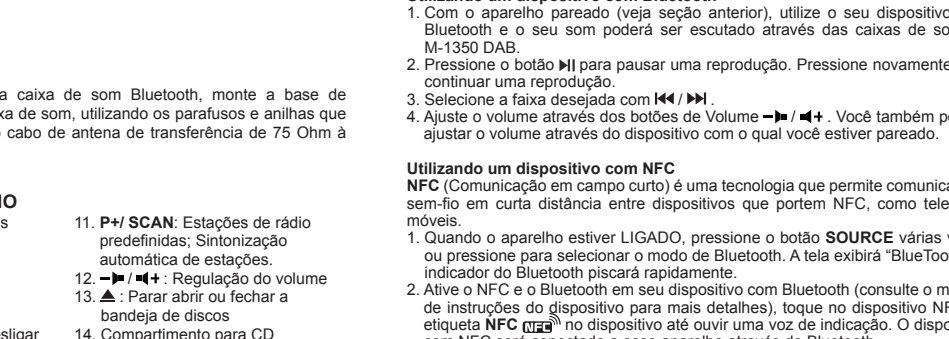 a caixa de som Bluetooth, monte a base de
xa de som, utilizando os parafusos e anilhas que
cabo de antena de transferência de 75 Ohm à
IO
s
11. P+/ SCAN: Estações de rádio
predefinidas; Sintonização
automática de estações.
12. - / + : Regulação do volume
13. ⏏ : Parar abrir ou fechar a
bandeja de discos
sligar
14. Compartimento para CD
1. Com o aparelho pareado (veja seção anterior), utilize o seu dispositivo
Bluetooth e o seu som poderá ser escutado através das caixas de so
M-1350 DAB.
2. Pressione o botão ⏯ para pausar uma reprodução. Pressione novamente
continuar uma reprodução.
3. Selecione a faixa desejada com ⏮ / ⏭ .
4. Ajuste o volume através dos botões de Volume - / + . Você também p
ajustar o volume através do dispositivo com o qual você estiver pareado.
Utilizando um dispositivo com NFC
NFC (Comunicação em campo curto) é uma tecnologia que permite comunica
sem-fio em curta distância entre dispositivos que portem NFC, como tele
móveis.
1. Quando o aparelho estiver LIGADO, pressione o botão SOURCE várias v
ou pressione para selecionar o modo de Bluetooth. A tela exibirá “BlueToo
indicador do Bluetooth piscará rapidamente.
2. Ative o NFC e o Bluetooth em seu dispositivo com Bluetooth (consulte o m
de instruções do dispositivo para mais detalhes), toque no dispositivo NF
etiqueta NFC NFC no dispositivo até ouvir uma voz de indicação. O dispo